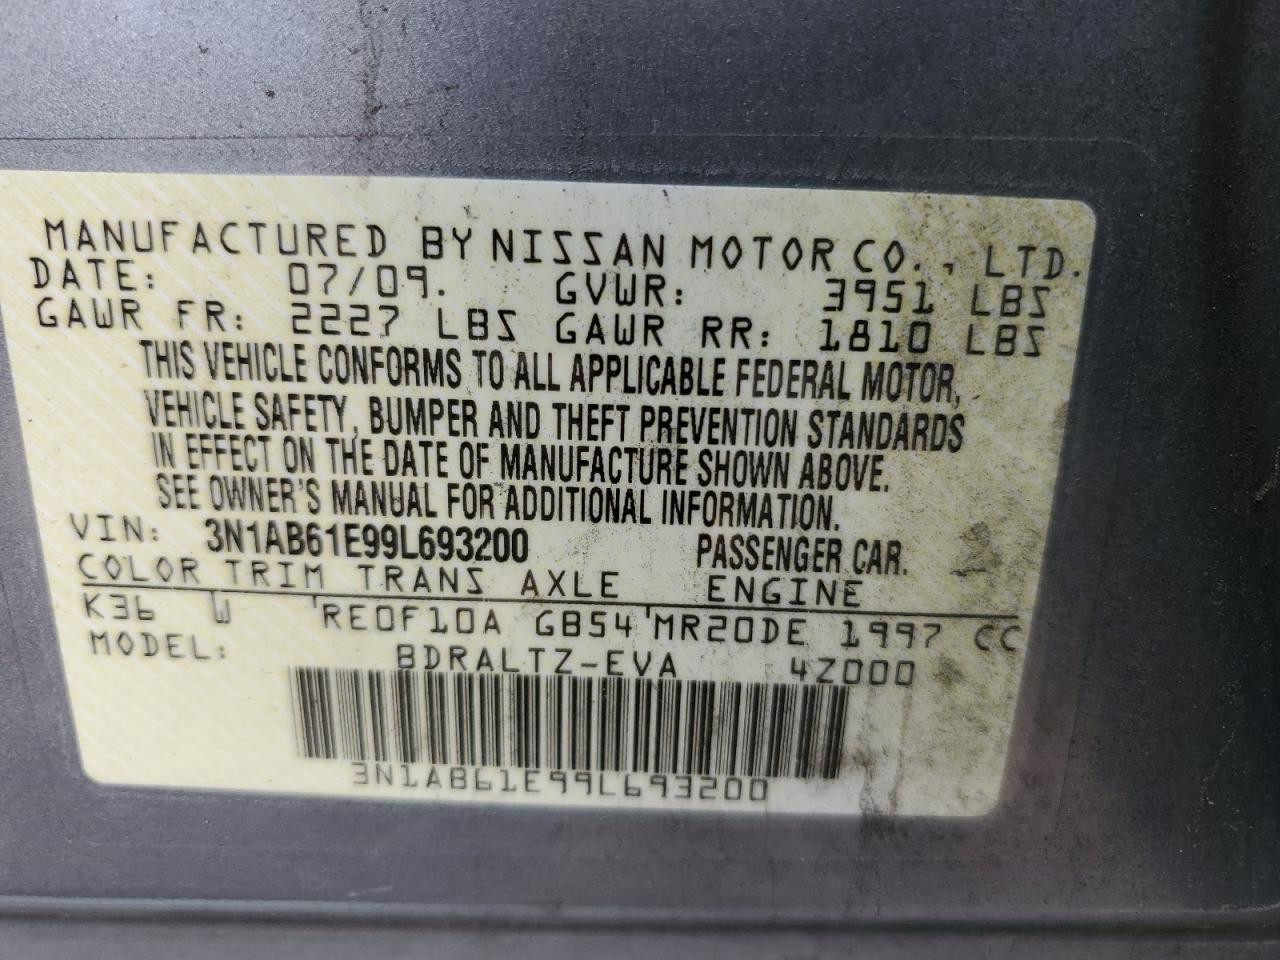 MANUFACTURED BY NISSAN MOTOR CO., LTD.
DATE: 07/09. GVWR: 3951 LBS
GAWR FR: 2227 LBS GAWR RR: 1810 LBS
THIS VEHICLE CONFORMS TO ALL APPLICABLE FEDERAL MOTOR,
VEHICLE SAFETY, BUMPER AND THEFT PREVENTION STANDARDS
IN EFFECT ON THE DATE OF MANUFACTURE SHOWN ABOVE.
SEE OWNER'S MANUAL FOR ADDITIONAL INFORMATION.
VIN: 3N1AB61E99L693200 PASSENGER CAR.
COLOR TRIM TRANS AXLE ENGINE
K36 W 'RE0F10A GB54'MR20DE 1997 CC
MODEL: BDRALTZ-EVA 4Z000
3N1AB61E99L693200